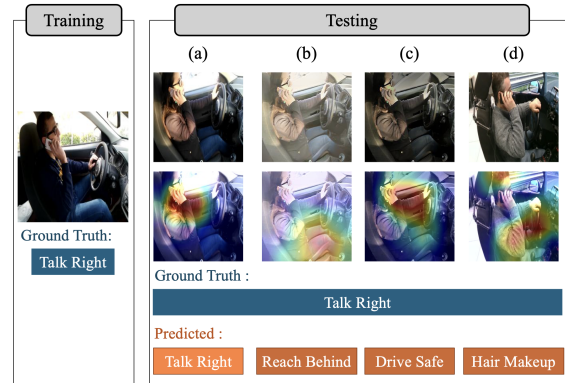 Training
Testing
(a) (b) (c) (d)
Ground Truth:
Talk Right
Ground Truth :
Talk Right
Predicted :
Talk Right Reach Behind Drive Safe Hair Makeup